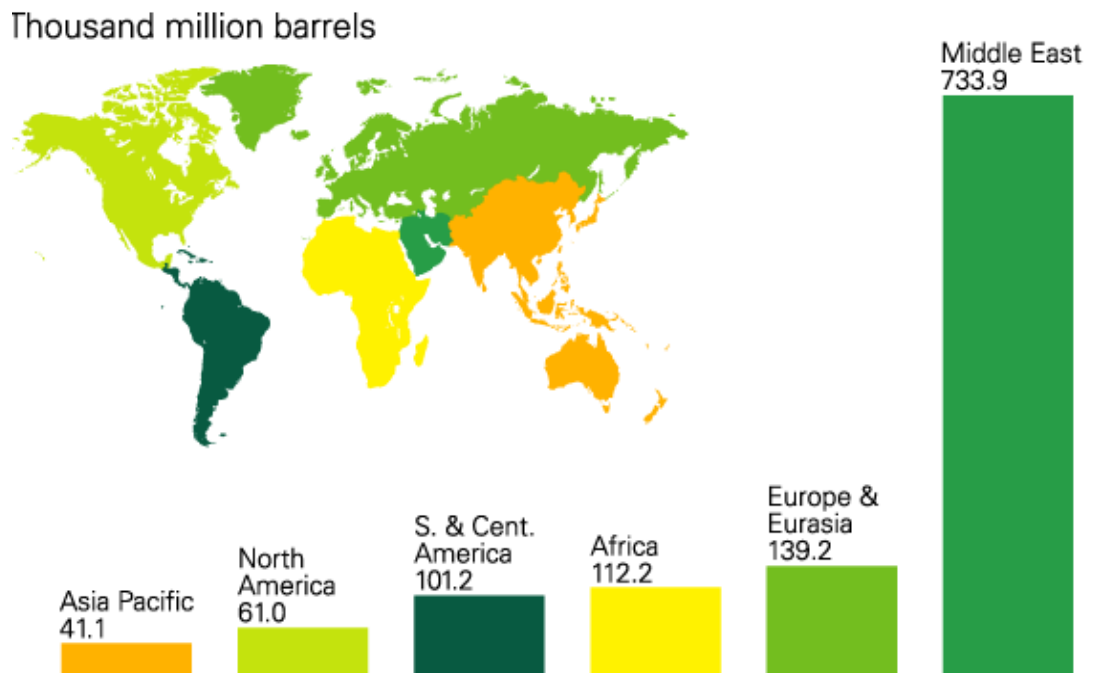 Thousand million barrels
Middle East
733.9
Europe &
Eurasia
139.2
S. & Cent.
America
101.2
Africa
112.2
North
America
61.0
Asia Pacific
41.1